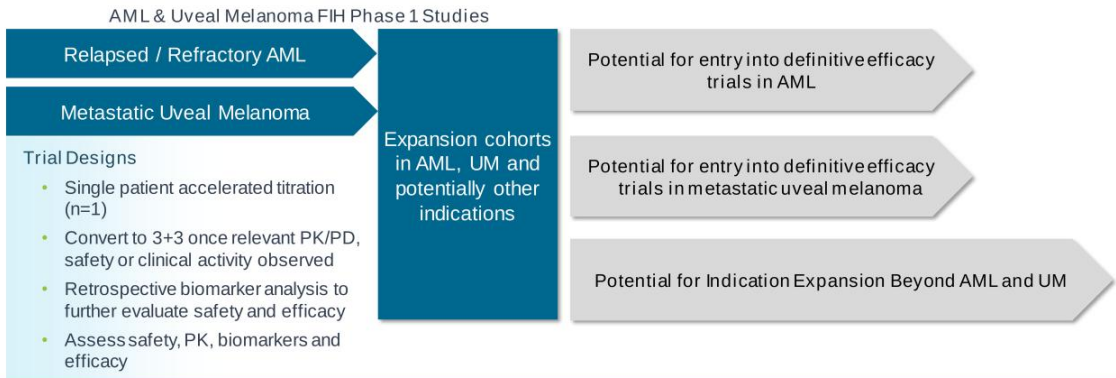 AML & Uveal Melanoma FIH Phase 1 Studies
Relapsed / Refractory AML
Metastatic Uveal Melanoma
Trial Designs
• Single patient accelerated titration
(n=1)
• Convert to 3+3 once relevant PK/PD,
safety or clinical activity observed
• Retrospective biomarker analysis to
further evaluate safety and efficacy
• Assess safety, PK, biomarkers and
efficacy
Expansion cohorts
in AML, UM and
potentially other
indications
Potential for entry into definitive efficacy
trials in AML
Potential for entry into definitive efficacy
trials in metastatic uveal melanoma
Potential for Indication Expansion Beyond AML and UM